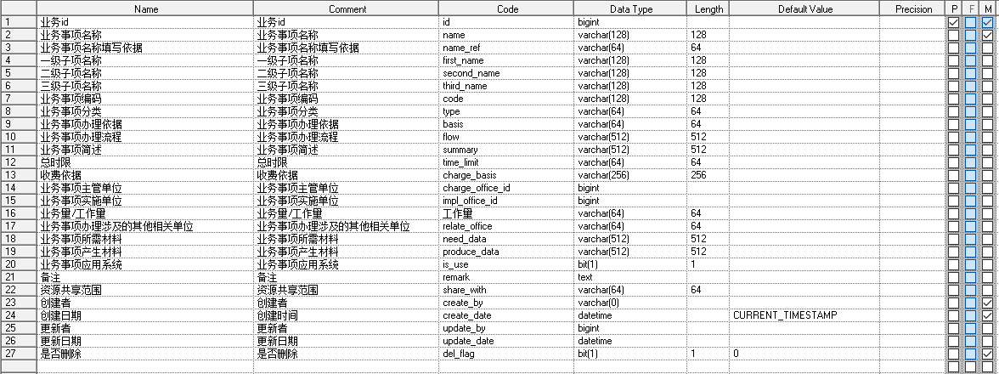 Name Comment Code Data Type Length Default Value Precision P F M
1 业务id 业务id id bigint
2 业务事项名称 业务事项名称 name varchar(128) 128
3 业务事项名称填写依据 业务事项名称填写依据 name_ref varchar(64) 64
4 一级子项名称 一级子项名称 first_name varchar(128) 128
5 二级子项名称 二级子项名称 second_name varchar(128) 128
6 三级子项名称 三级子项名称 third_name varchar(128) 128
7 业务事项编码 业务事项编码 code varchar(128) 128
8 业务事项分类 业务事项分类 type varchar(64) 64
9 业务事项办理依据 业务事项办理依据 basis varchar(64) 64
10 业务事项办理流程 业务事项办理流程 flow varchar(512) 512
11 业务事项简述 业务事项简述 summary varchar(512) 512
12 总时限 总时限 time_limit varchar(64) 64
13 收费依据 收费依据 charge_basis varchar(256) 256
14 业务事项主管单位 业务事项主管单位 charge_office_id bigint
15 业务事项实施单位 业务事项实施单位 impl_office_id bigint
16 业务量/工作量 业务量/工作量 工作量 varchar(64) 64
17 业务事项办理涉及的其他相关单位 业务事项办理涉及的其他相关单位 relate_office varchar(64) 64
18 业务事项所需材料 业务事项所需材料 need_data varchar(512) 512
19 业务事项产生材料 业务事项产生材料 produce_data varchar(512) 512
20 业务事项应用系统 业务事项应用系统 is_use bit(1) 1
21 备注 备注 remark text
22 资源共享范围 资源共享范围 share_with varchar(64) 64
23 创建者 创建者 create_by varchar(0)
24 创建日期 创建时间 create_date datetime CURRENT_TIMESTAMP
25 更新者 更新者 update_by bigint
26 更新日期 更新日期 update_date datetime
27 是否删除 是否删除 del_flag bit(1) 1 0